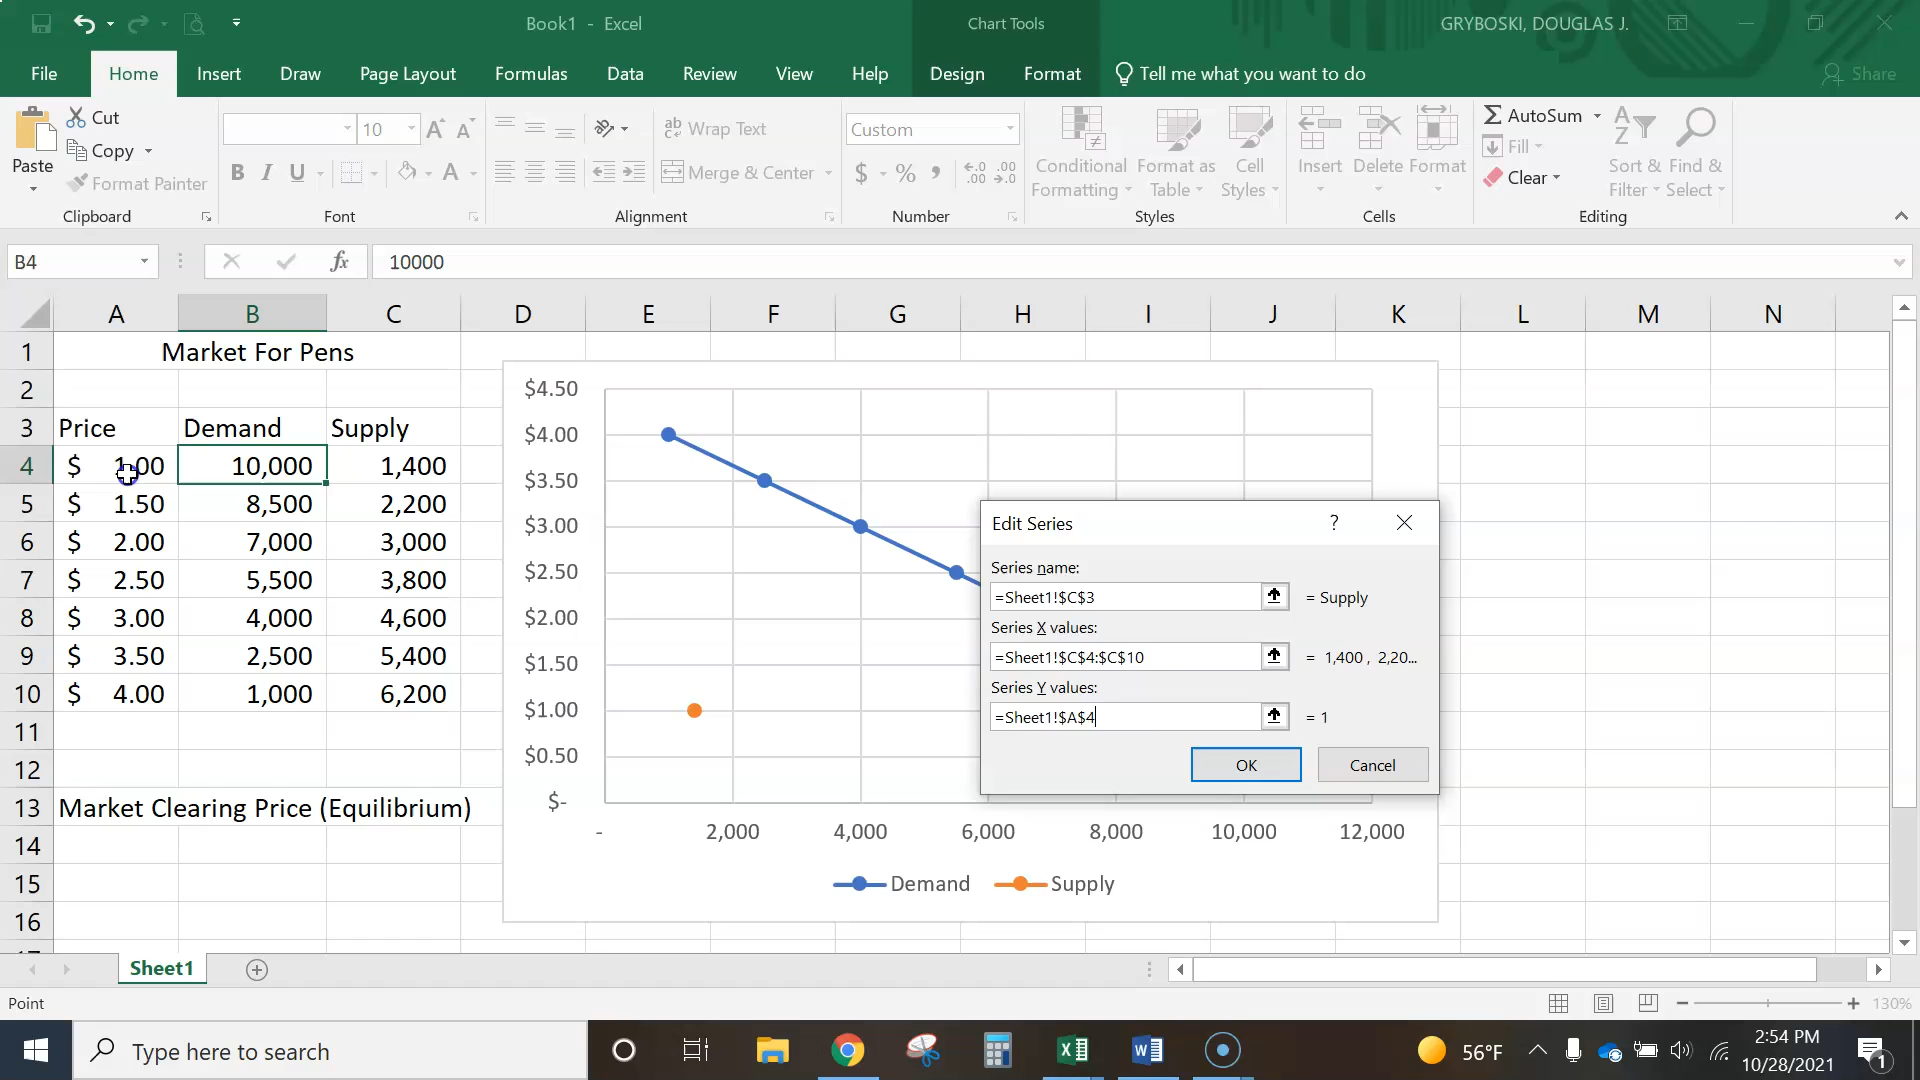 Book1 - Excel
Chart Tools
GRYBOSKI, DOUGLAS J.
File Home Insert Draw Page Layout Formulas Data Review View Help Design Format Tell me what you want to do Share
Paste
Cut
Copy
Format Painter
Clipboard
10
A A
B I U
A
Font
ab Wrap Text
Merge & Center
Alignment
Custom
$ % ,
Number
Conditional Formatting
Format as Table
Cell Styles
Styles
Insert Delete Format
Cells
AutoSum
Fill
Clear
Sort & Filter
Find & Select
Editing
B4 fx 10000
A B C D E F G H I J K L M N
1 Market For Pens
2
3 Price Demand Supply
4 $ 1.00 10,000 1,400
5 $ 1.50 8,500 2,200
6 $ 2.00 7,000 3,000
7 $ 2.50 5,500 3,800
8 $ 3.00 4,000 4,600
9 $ 3.50 2,500 5,400
10 $ 4.00 1,000 6,200
11
12
13 Market Clearing Price (Equilibrium)
14
15
16
$4.50
$4.00
$3.50
$3.00
$2.50
$2.00
$1.50
$1.00
$0.50
$-
- 2,000 4,000 6,000 8,000 10,000 12,000
Demand Supply
Edit Series ?
Series name:
=Sheet1!$C$3 = Supply
Series X values:
=Sheet1!$C$4:$C$10 = 1,400 , 2,20...
Series Y values:
=Sheet1!$A$4 = 1
OK Cancel
Sheet1
Point
130%
Type here to search
56°F
2:54 PM
10/28/2021
1